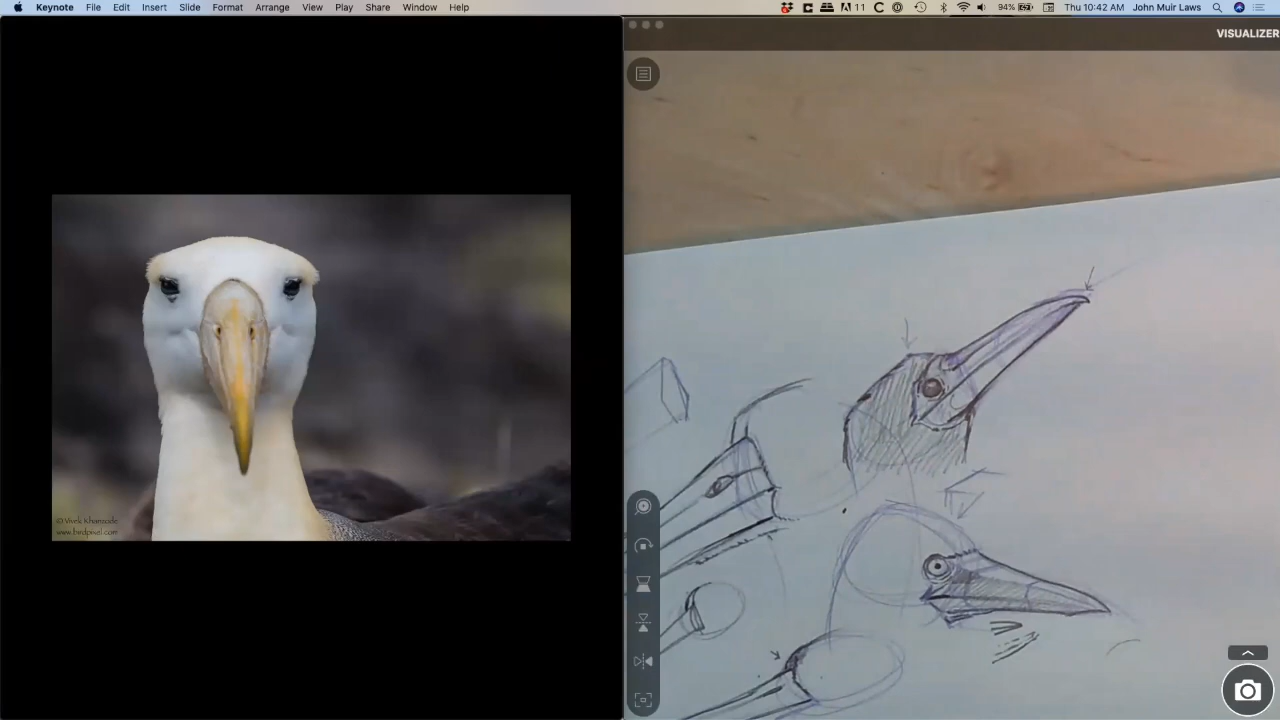 Keynote File Edit Insert Slide Format Arrange View Play Share Window Help 11 94% Thu 10:42 AM John Muir Laws
VISUALIZER
© Vivek Khanzode
www.birdpixel.com